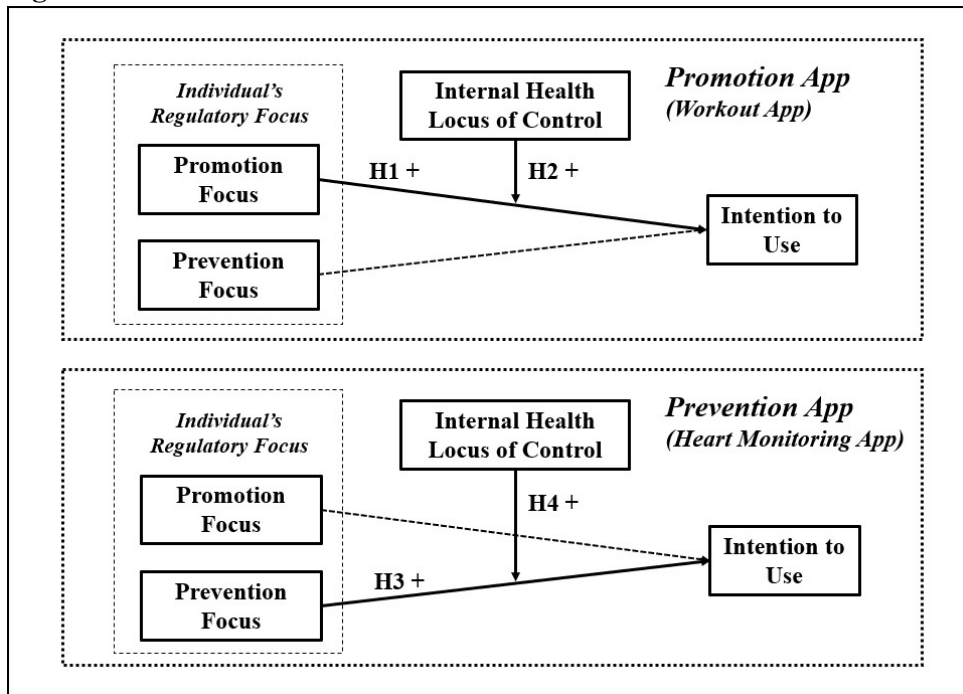 Individual's
Regulatory Focus
Internal Health
Locus of Control
Promotion App
(Workout App)
Promotion
Focus
H1 +
H2 +
Intention to
Use
Prevention
Focus
Individual's
Regulatory Focus
Internal Health
Locus of Control
Prevention App
(Heart Monitoring App)
Promotion
Focus
H4 +
Intention to
Use
Prevention
Focus
H3 +